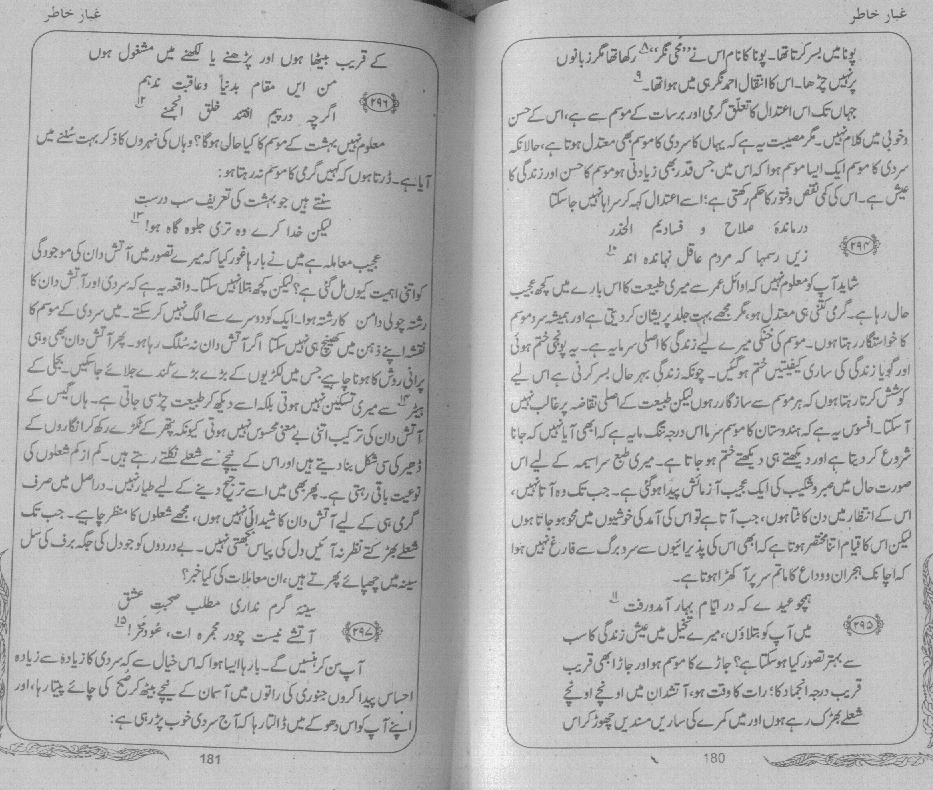 غبار خاطر
پونا میں بسر کرتا تھا۔ پونا کا نام اس نے "محی نگر"۸ رکھا تھا مگر زبانوں
پر نہیں چڑھا۔ اس کا انتقال احمد نگر ہی میں ہوا تھا۔۹
جہاں تک اس اعتدال کا تعلّق گرمی اور برسات کے موسم سے ہے، اس کے حسن
و خوبی میں کلام نہیں۔ مگر مصیبت یہ ہے کہ یہاں کا سردی کا موسم بھی معتدل ہوتا ہے، حالانکہ
سردی کا موسم ایک ایسا موسم ہوا کہ اس میں جس قدر بھی زیادتی ہو موسم کا حسن اور زندگی کا
عیش ہے۔ اس کی کمی نقص و فتور کا حکم رکھتی ہے؛ اسے اعتدال کہہ کر سراہا نہیں جا سکتا
درماندۂ صلاح و فسادیم الحذر
زیں رسمہا کہ مردمِ عاقل نہاندہ اند۱۰
﴿۲۹۴﴾
شاید آپ کو معلوم نہیں کہ اوائل عمر سے میری طبیعت کا اس بارے میں کچھ عجیب
حال رہا ہے۔ گرمی کتنی ہی معتدل ہو، مگر مجھے بہت جلد پریشان کر دیتی ہے اور ہمیشہ سرد موسم
کا خواستگار رہتا ہوں۔ موسم کی خنکی میرے لیے زندگی کا اصلی سرمایہ ہے۔ یہ پونجی ختم ہوئی
اور گویا زندگی کی ساری کیفیتیں ختم ہو گئیں۔ چونکہ زندگی بہرحال بسر کرنی ہے اس لیے
کوشش کرتا رہتا ہوں کہ ہر موسم سے سازگار رہوں لیکن طبیعت کے اصلی تقاضہ پر غالب نہیں
آ سکتا۔ افسوس یہ ہے کہ ہندوستان کا موسم سرما اس درجہ تنگ مایہ ہے کہ ابھی آیا نہیں کہ جانا
شروع کر دیتا ہے اور دیکھتے ہی دیکھتے ختم ہو جاتا ہے۔ میری طبع سراسیمہ کے لیے اس
صورت حال میں صبر و شکیب کی ایک عجیب آزمائش پیدا ہو گئی ہے۔ جب تک وہ آتا نہیں،
اس کے انتظار میں دن کاٹتا ہوں، جب آتا ہے تو اس کی آمد کی خوشیوں میں محو ہو جاتا ہوں
لیکن اس کا قیام اتنا مختصر ہوتا ہے کہ ابھی اس کی پذیرائیوں سے سروبرگ سے فارغ نہیں ہوا
کہ اچانک ہجران و وداع کا ماتم سر پر آ کھڑا ہوتا ہے۔
ہمچو عیدے کہ در ایّام بہار آمد و رفت۱۱
﴿۲۹۵﴾
میں آپ کو بتلاؤں، میرے تخیل میں عیش زندگی کا سب
سے بہتر تصور کیا ہو سکتا ہے؟ جاڑے کا موسم ہو اور جاڑا بھی قریب
قریب درجہ انجماد کا؛ رات کا وقت ہو، آتشدان میں اونچے اونچے
شعلے بھڑک رہے ہوں اور میں کمرے کی ساری مسندیں چھوڑ کر اس
180
غبار خاطر
کے قریب بیٹھا ہوں اور پڑھنے یا لکھنے میں مشغول ہوں
من ایں مقام بدنیا و عاقبت ندہم
اگرچہ درپیم افتند خلق انجمنے۱۲
﴿۲۹۶﴾
معلوم نہیں بہشت کے موسم کا کیا حال ہوگا؟ وہاں کی نہروں کا ذکر بہت سننے میں
آیا ہے۔ ڈرتا ہوں کہ کہیں گرمی کا موسم نہ رہتا ہو:
سنتے ہیں جو بہشت کی تعریف سب درست
لیکن خدا کرے وہ تری جلوہ گاہ ہو!۱۳
عجیب معاملہ ہے میں نے بارہا غور کیا کہ میرے تصور میں آتش دان کی موجودگی
کو اتنی اہمیت کیوں مل گئی ہے؟ لیکن کچھ بتلا نہیں سکتا۔ واقعہ یہ ہے کہ سردی اور آتش دان کا
رشتہ چولی دامن کا رشتہ ہوا۔ ایک کو دوسرے سے الگ نہیں کر سکتے۔ میں سردی کے موسم کا
نقشہ اپنے ذہن میں کھینچ ہی نہیں سکتا اگر آتش دان نہ سلگ رہا ہو۔ پھر آتش دان بھی وہی
پرانی روش کا ہونا چاہیے جس میں لکڑیوں کے بڑے بڑے کُندے جلائے جا سکیں۔ بجلی کے
ہیٹر۱۴ سے میری تسکین نہیں ہوتی بلکہ اسے دیکھ کر طبیعت چڑ سی جاتی ہے۔ ہاں گیس کے
آتش دان کی ترکیب اتنی بے معنی محسوس نہیں ہوتی کیونکہ پتھر کے ٹکڑے رکھ کر انگاروں کے
ڈھیر کی سی شکل بنا دیتے ہیں اور اس کے نیچے سے شعلے نکلتے رہتے ہیں۔ کم از کم شعلوں کی
نوعیت باقی رہتی ہے۔ پھر بھی میں اسے ترجیح دینے کے لیے طیار نہیں۔ دراصل میں صرف
گرمی ہی کے لیے آتش دان کا شیدائی نہیں ہوں، مجھے شعلوں کا منظر چاہیے۔ جب تک
شعلے بھڑکتے نظر نہ آئیں دل کی پیاس بجھتی نہیں۔ بے دردوں کو جو دل کی جگہ برف کی سل
سینہ میں چھپائے پھرتے ہیں، ان معاملات کی کیا خبر؟
سینۂ گرم نداری مطلب صحبتِ عشق
آتشے نیست چو در مجمرہ ات، عُود مخر!۱۵
﴿۲۹۷﴾
آپ سن کر ہنسیں گے۔ بارہا ایسا ہوا کہ اس خیال سے کہ سردی کا زیادہ سے زیادہ
احساس پیدا کروں جنوری کی راتوں میں آسمان کے نیچے بیٹھ کر صبح کی چائے پیتا رہا، اور
اپنے آپ کو اس دھوکے میں ڈالتا رہا کہ آج سردی خوب پڑ رہی ہے:
181